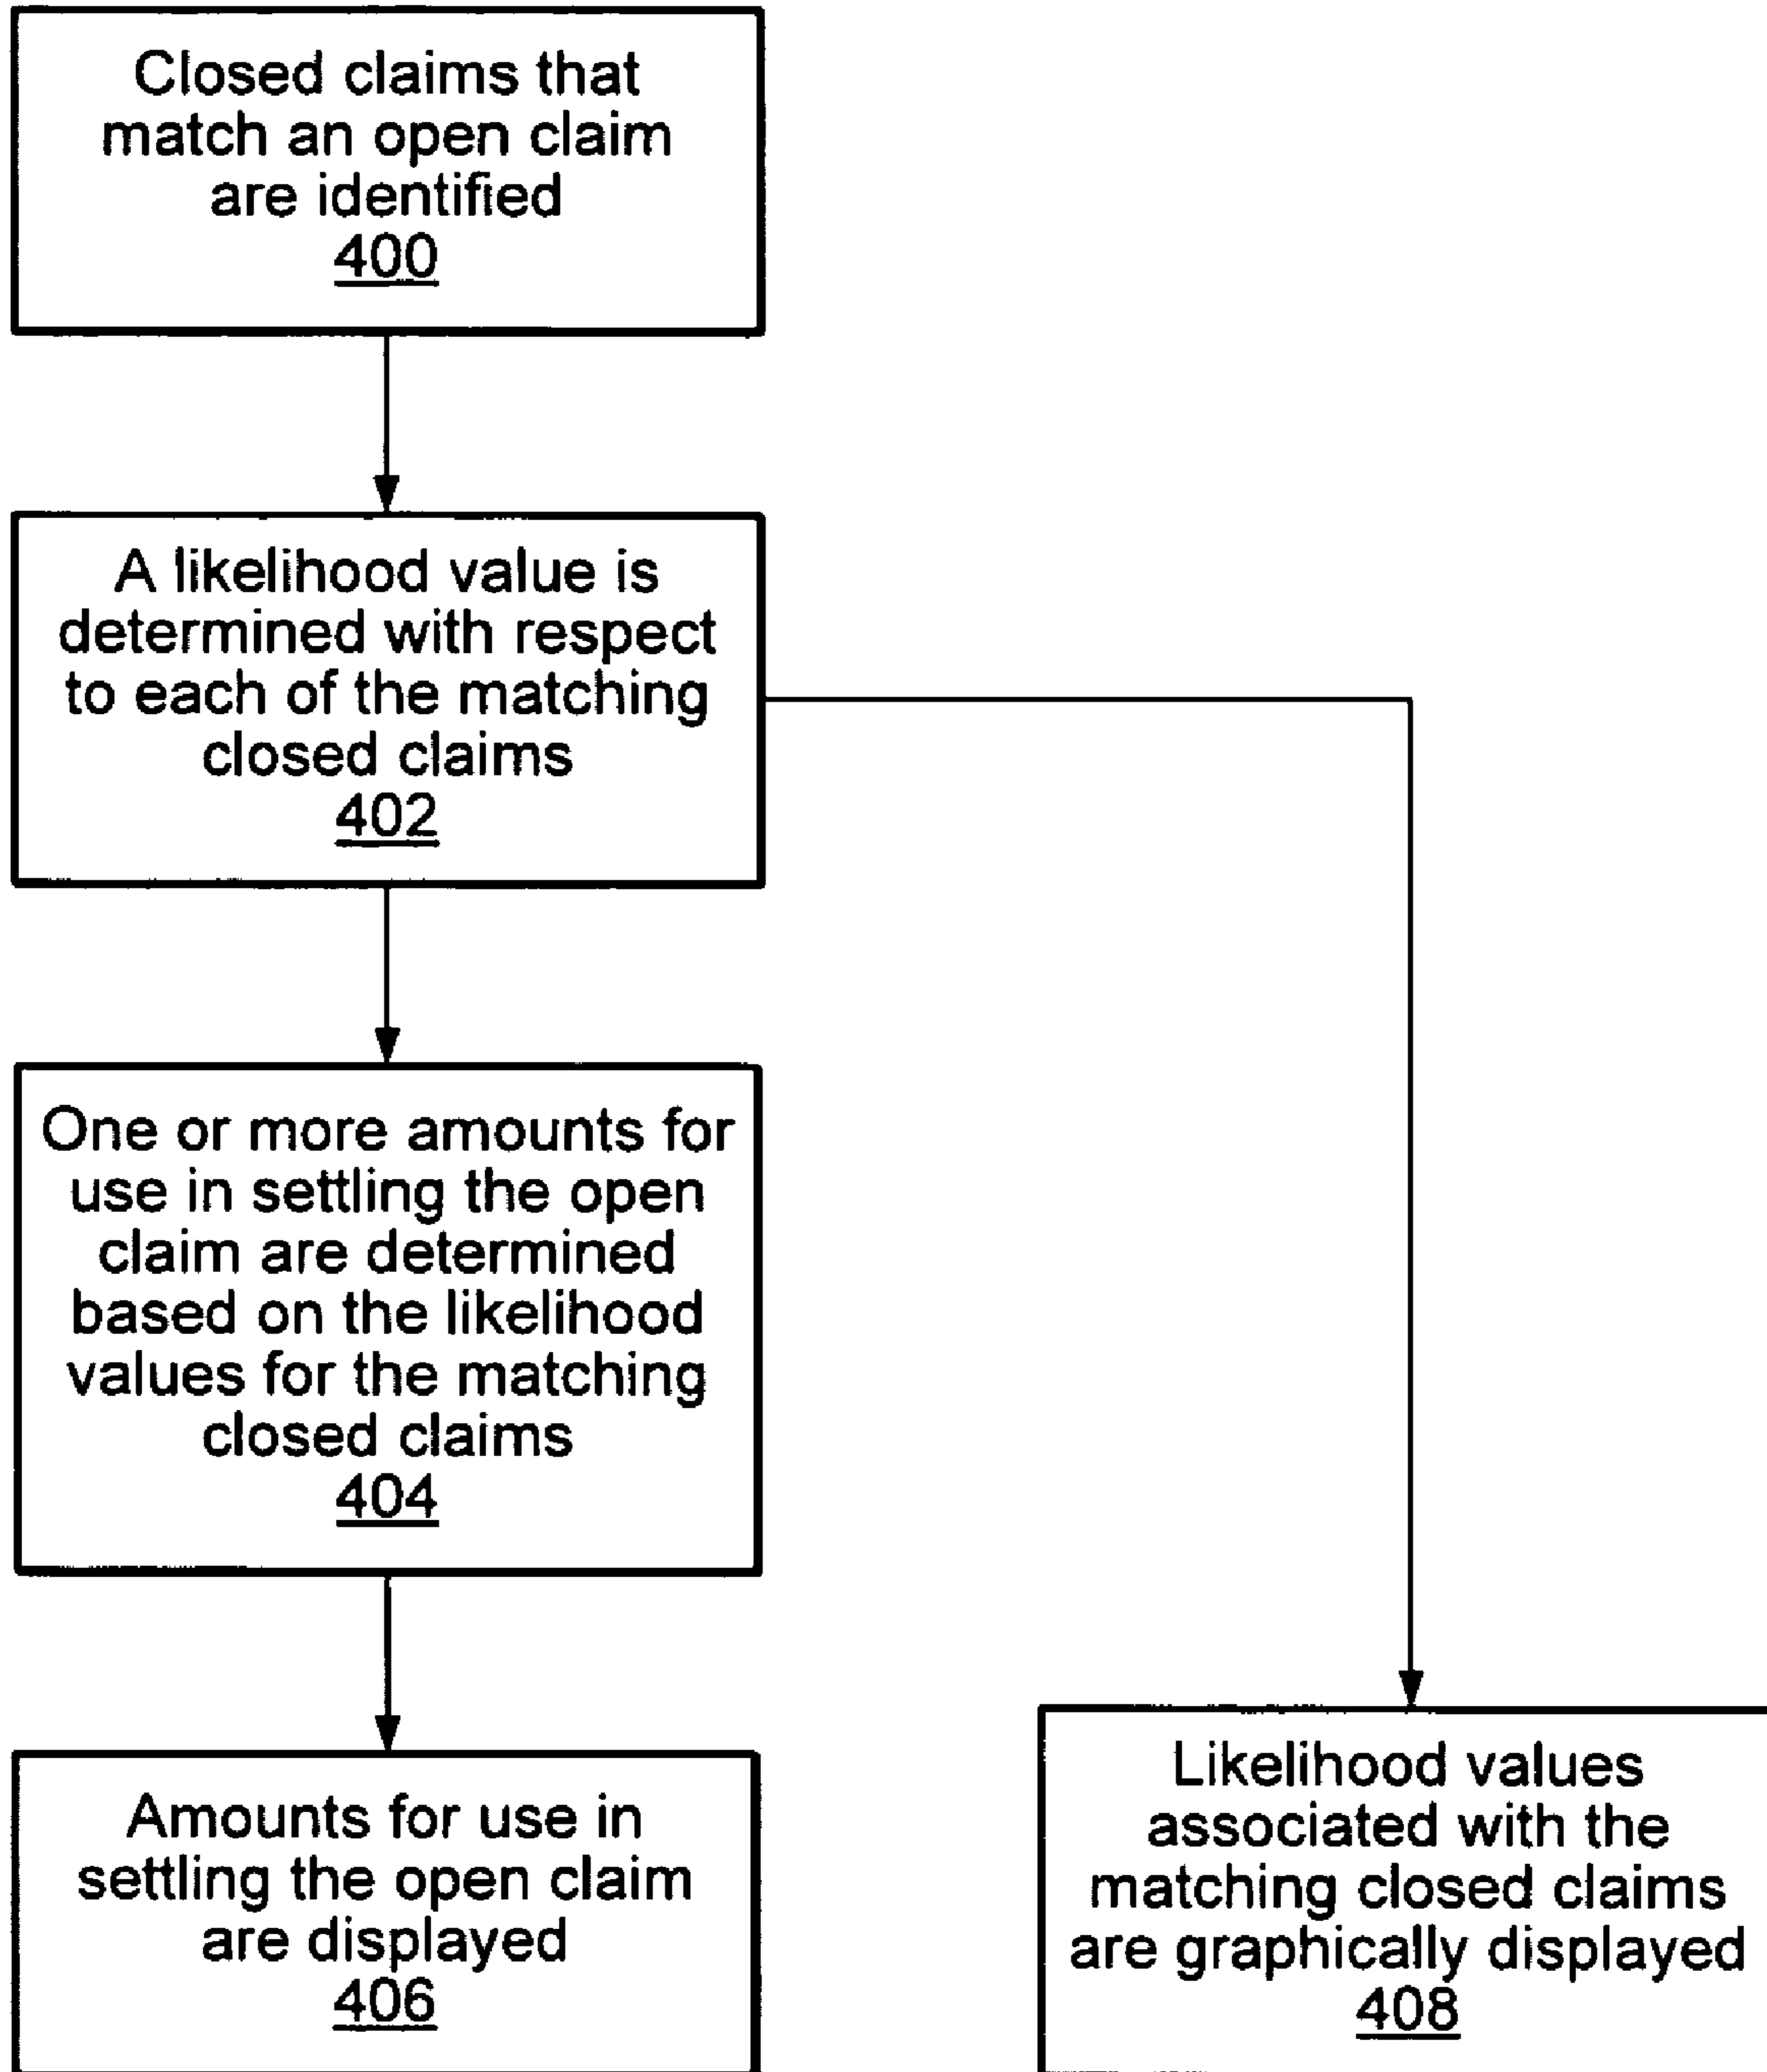 Closed claims that
match an open claim
are identified
400
A likelihood value is
determined with respect
to each of the matching
closed claims
402
One or more amounts for
use in settling the open
claim are determined
based on the likelihood
values for the matching
closed claims
404
Amounts for use in
settling the open claim
are displayed
406
Likelihood values
associated with the
matching closed claims
are graphically displayed
408